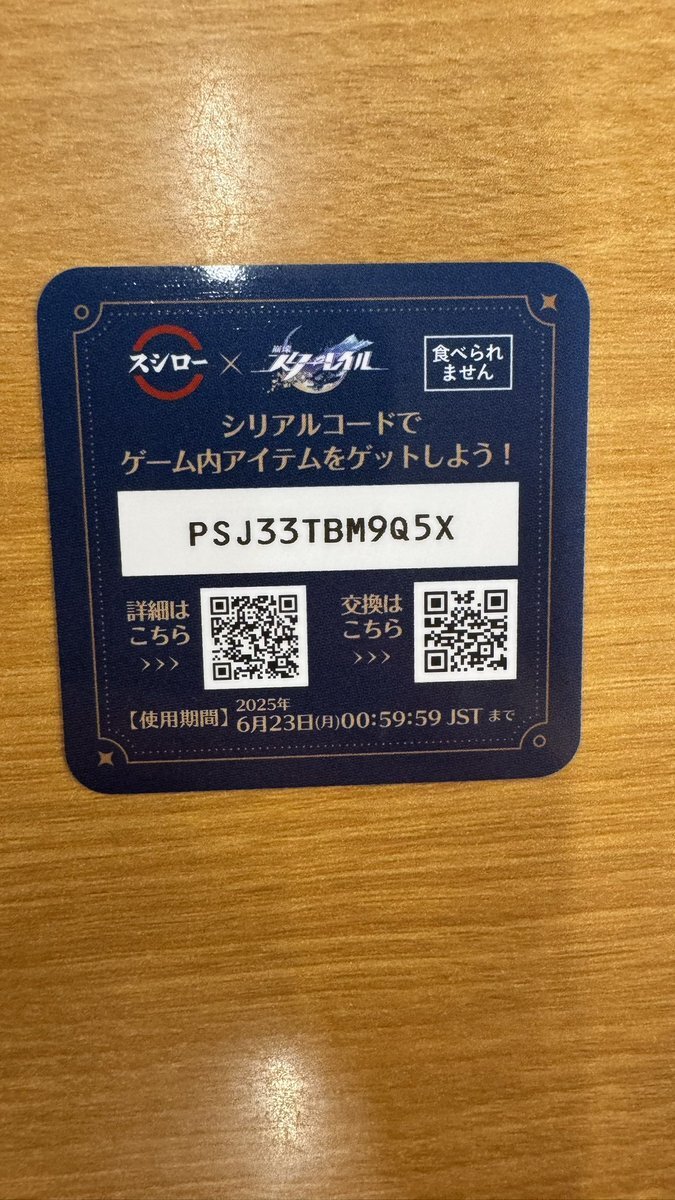 スシロー × 崩壊 スターレイル
食べられ
ません
シリアルコードで
ゲーム内アイテムをゲットしよう！
PSJ33TBM9Q5X
詳細は
こちら
>>>
交換は
こちら
>>>
【使用期間】2025年
6月23日(月)00:59:59 JST まで